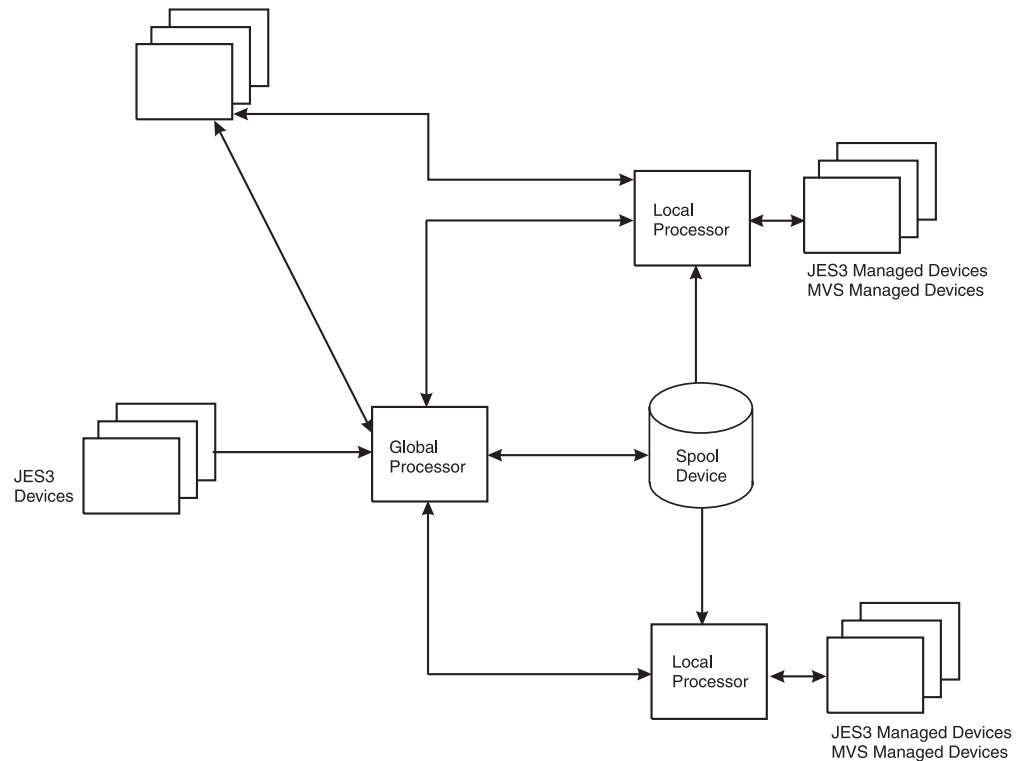 Local
Processor
JES3 Managed Devices
MVS Managed Devices
Global
Processor
JES3
Devices
Spool
Device
Local
Processor
JES3 Managed Devices
MVS Managed Devices